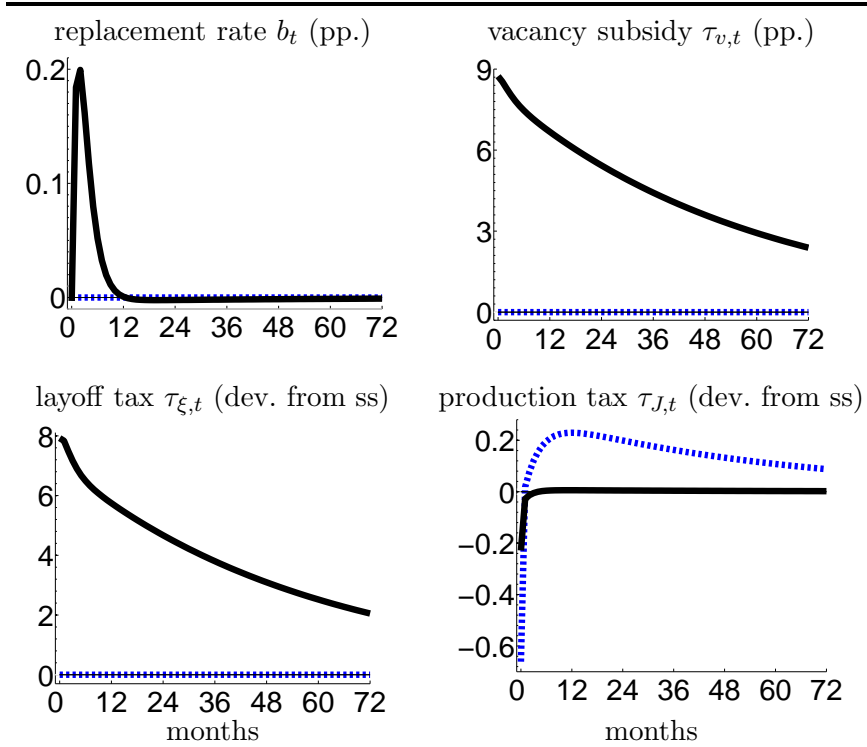 replacement rate b_t (pp.)
vacancy subsidy τ_{v,t} (pp.)
0.2
0.1
0
0 12 24 36 48 60 72
9
6
3
0
0 12 24 36 48 60 72
layoff tax τ_{ξ,t} (dev. from ss)
production tax τ_{J,t} (dev. from ss)
8
6
4
2
0
0 12 24 36 48 60 72
months
0.2
0
−0.2
−0.4
−0.6
0 12 24 36 48 60 72
months